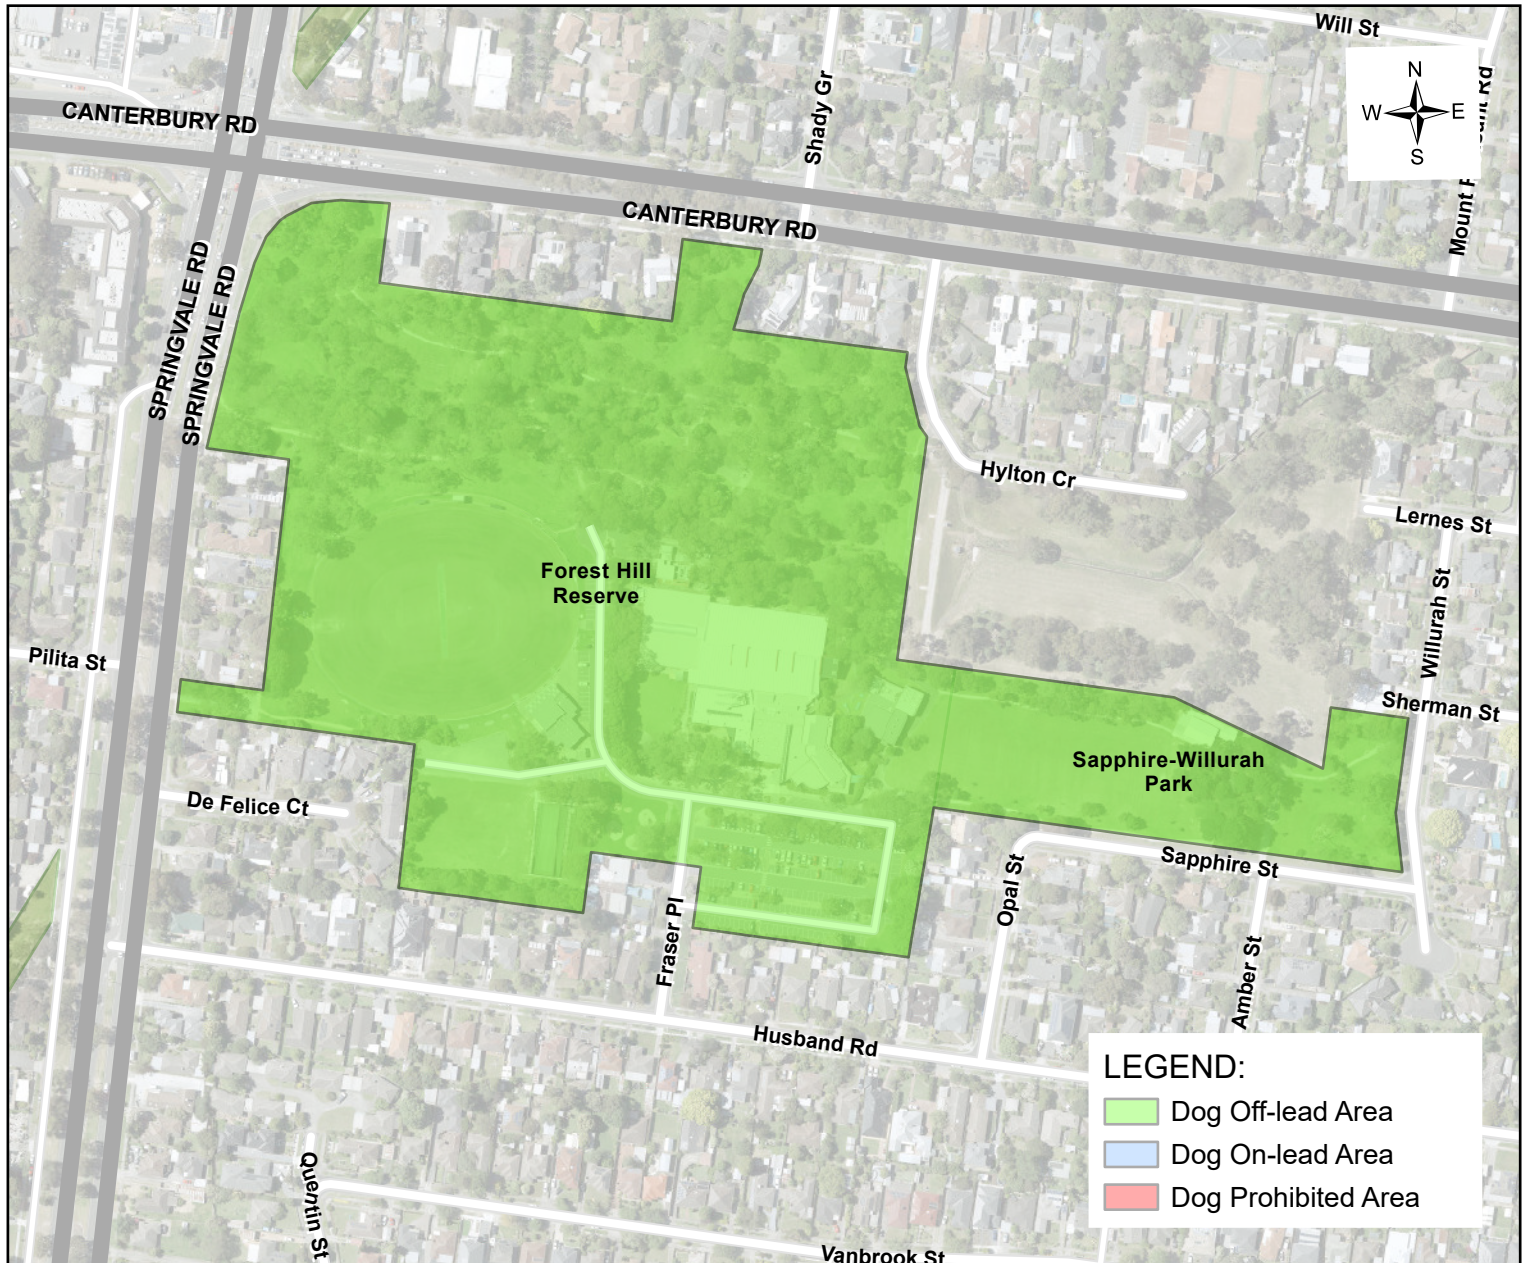 Will St
N
W
E
S
Mount
CANTERBURY RD
Shady Gr
CANTERBURY RD
SPRINGVALE RD
SPRINGVALE RD
Hylton Cr
Lernes St
Forest Hill
Reserve
Willurah St
Pilita St
Sherman St
Sapphire-Willurah
Park
De Felice Ct
Sapphire St
Opal St
Fraser Pl
Amber St
Husband Rd
LEGEND:
Dog Off-lead Area
Dog On-lead Area
Dog Prohibited Area
Quentin St
Vanbrook St